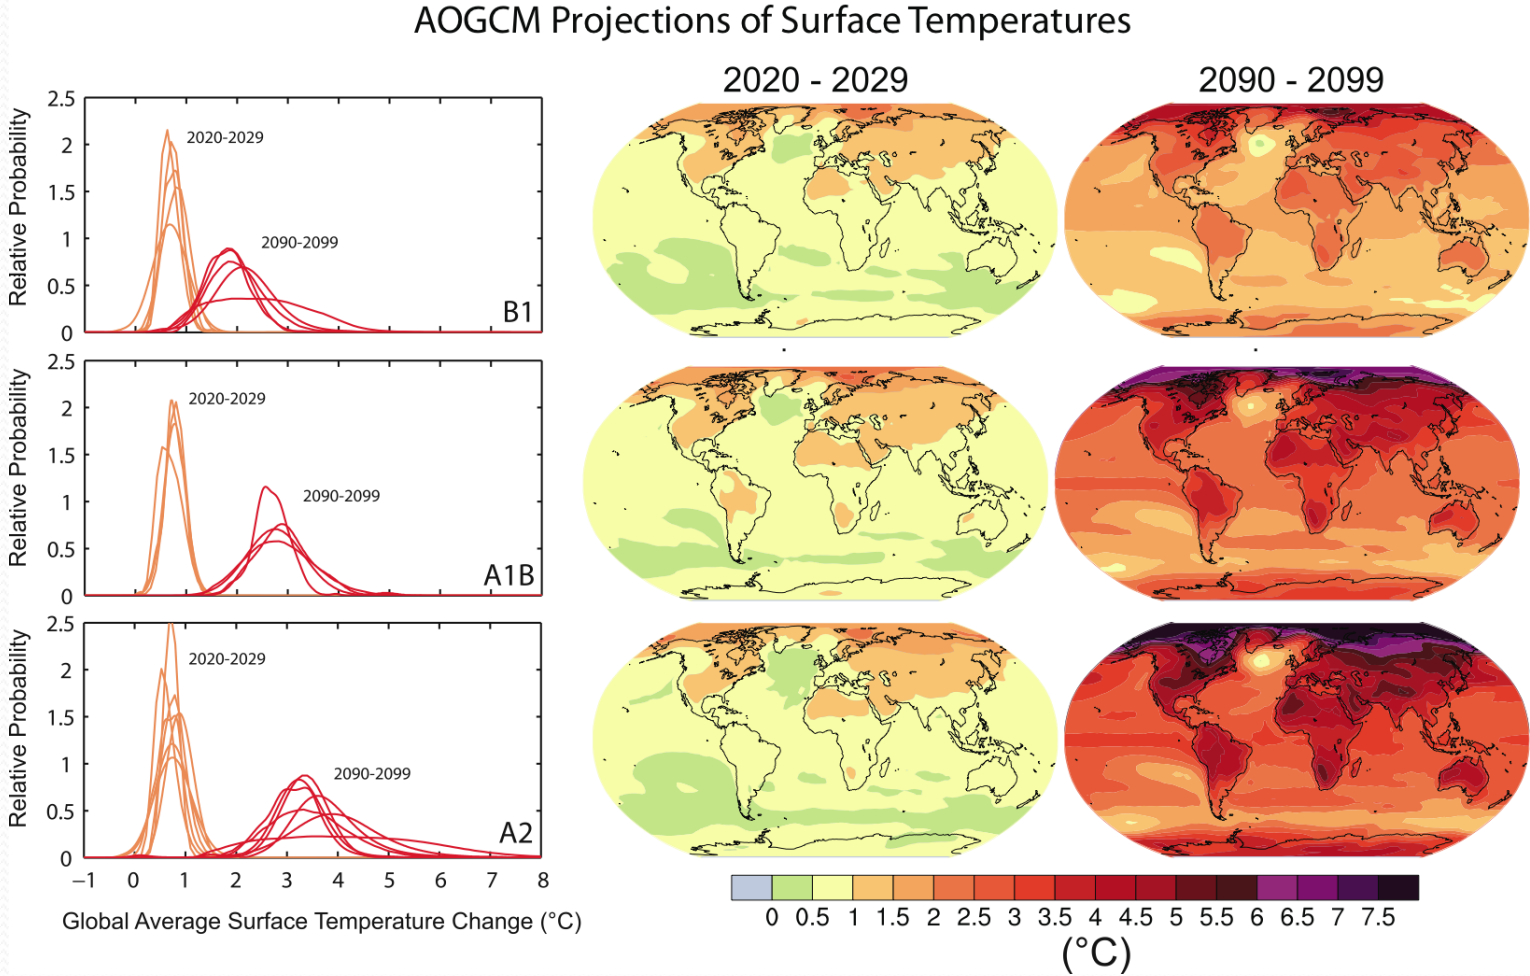 AOGCM Projections of Surface Temperatures
2020 - 2029
2090 - 2099
2.5
2
1.5
1
0.5
0
Relative Probability
2020-2029
2090-2099
B1
2.5
2
1.5
1
0.5
0
Relative Probability
2020-2029
2090-2099
A1B
2.5
2
1.5
1
0.5
0
Relative Probability
2020-2029
2090-2099
A2
−1 0 1 2 3 4 5 6 7 8
Global Average Surface Temperature Change (°C)
0 0.5 1 1.5 2 2.5 3 3.5 4 4.5 5 5.5 6 6.5 7 7.5
(°C)